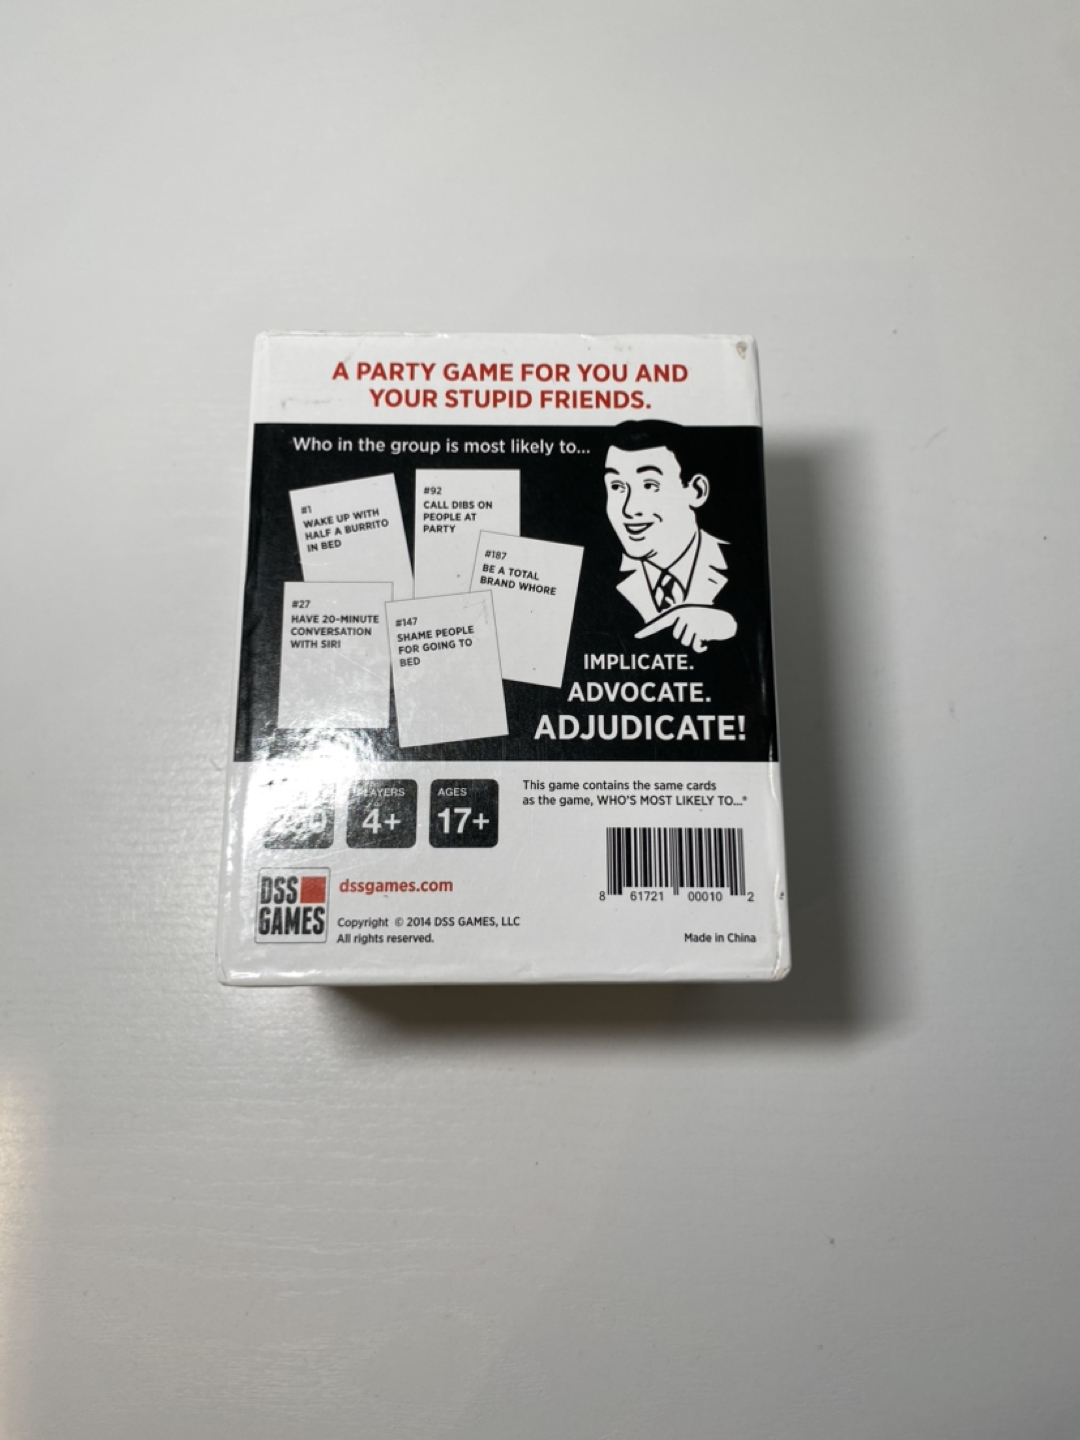 A PARTY GAME FOR YOU AND
YOUR STUPID FRIENDS.
Who in the group is most likely to...
#1
WAKE UP WITH
HALF A BURRITO
IN BED
#92
CALL DIBS ON
PEOPLE AT
PARTY
#187
BE A TOTAL
BRAND WHORE
#27
HAVE 20-MINUTE
CONVERSATION
WITH SIRI
#147
SHAME PEOPLE
FOR GOING TO
BED
IMPLICATE.
ADVOCATE.
ADJUDICATE!
PLAYERS
4+
AGES
17+
This game contains the same cards
as the game, WHO'S MOST LIKELY TO...®
8 61721 00010 2
DSS
GAMES
dssgames.com
Copyright © 2014 DSS GAMES, LLC
All rights reserved.
Made in China